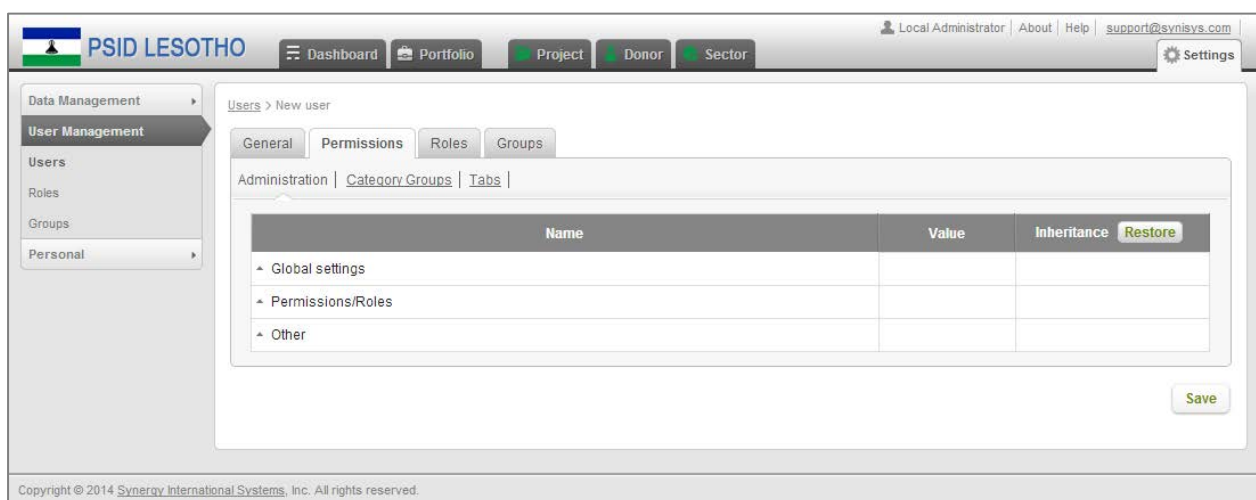 Local Administrator | About | Help | support@synisys.com
PSID LESOTHO
Dashboard Portfolio Project Donor Sector Settings
Data Management
User Management
Users
Roles
Groups
Personal
Users > New user
General Permissions Roles Groups
Administration | Category Groups | Tabs |
Name Value Inheritance Restore
Global settings
Permissions/Roles
Other
Save
Copyright © 2014 Synergy International Systems, Inc. All rights reserved.